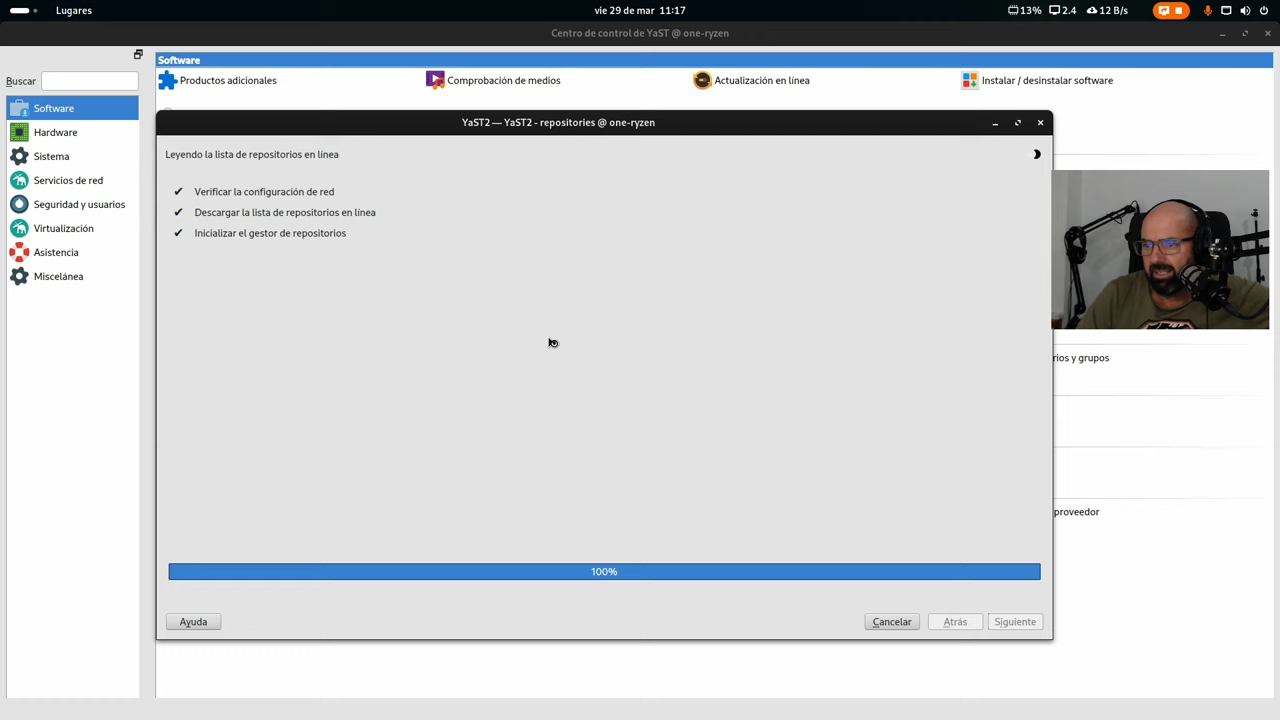 Lugares
vie 29 de mar 11:17
13% 2.4 12 B/s
Centro de control de YaST @ one-ryzen
Buscar
Software
Hardware
Sistema
Servicios de red
Seguridad y usuarios
Virtualización
Asistencia
Miscelánea
Software
Productos adicionales
Comprobación de medios
Actualización en línea
Instalar / desinstalar software
YaST2 — YaST2 - repositories @ one-ryzen
Leyendo la lista de repositorios en línea
✔ Verificar la configuración de red
✔ Descargar la lista de repositorios en línea
✔ Inicializar el gestor de repositorios
rios y grupos
proveedor
100%
Ayuda
Cancelar
Atrás
Siguiente